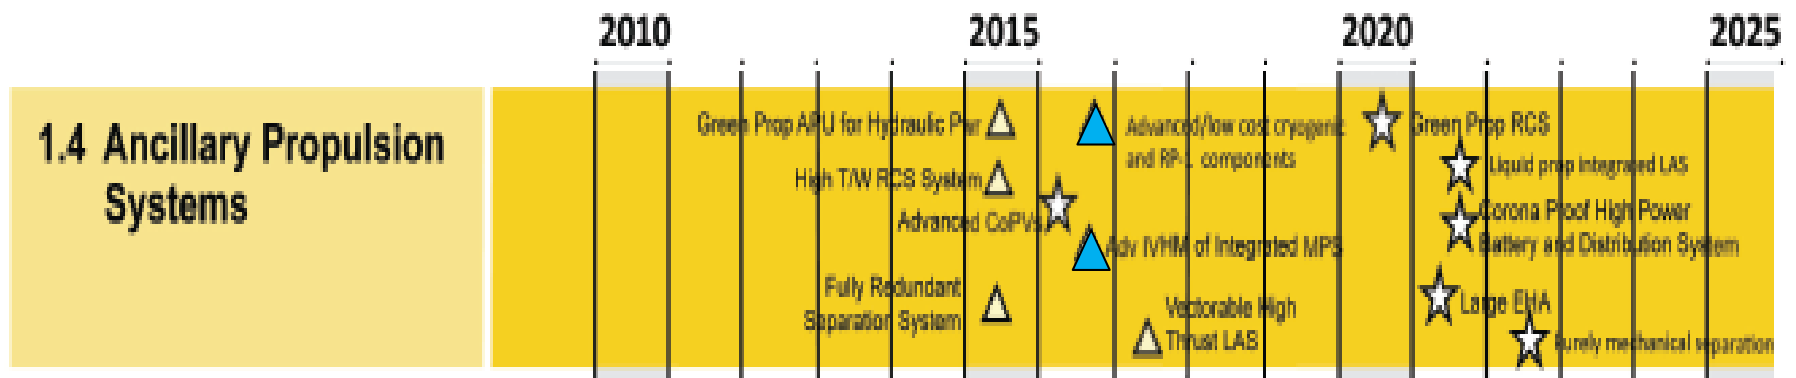 2010 2015 2020 2025
1.4 Ancillary Propulsion
Systems
Green Prop APU for Hydraulic Pwr
High T/W RCS System
Advanced CoPVs
Fully Redundant
Separation System
Advanced/low cost cryogenic
and RP-1 components
Adv IVHM of Integrated MPS
Vectorable High
Thrust LAS
Green Prop RCS
Liquid prop integrated LAS
Corona Proof High Power
Battery and Distribution System
Large EHA
Purely mechanical separation